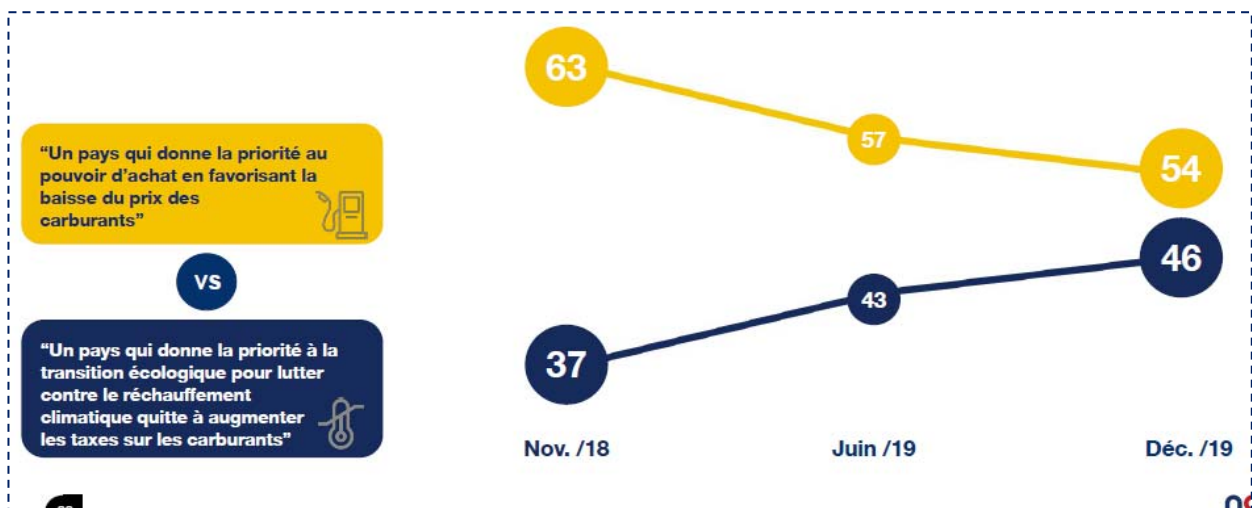 63
57
54
“Un pays qui donne la priorité au
pouvoir d’achat en favorisant la
baisse du prix des
carburants”
VS
“Un pays qui donne la priorité à la
transition écologique pour lutter
contre le réchauffement
climatique quitte à augmenter
les taxes sur les carburants”
46
43
37
Nov. /18
Juin /19
Déc. /19